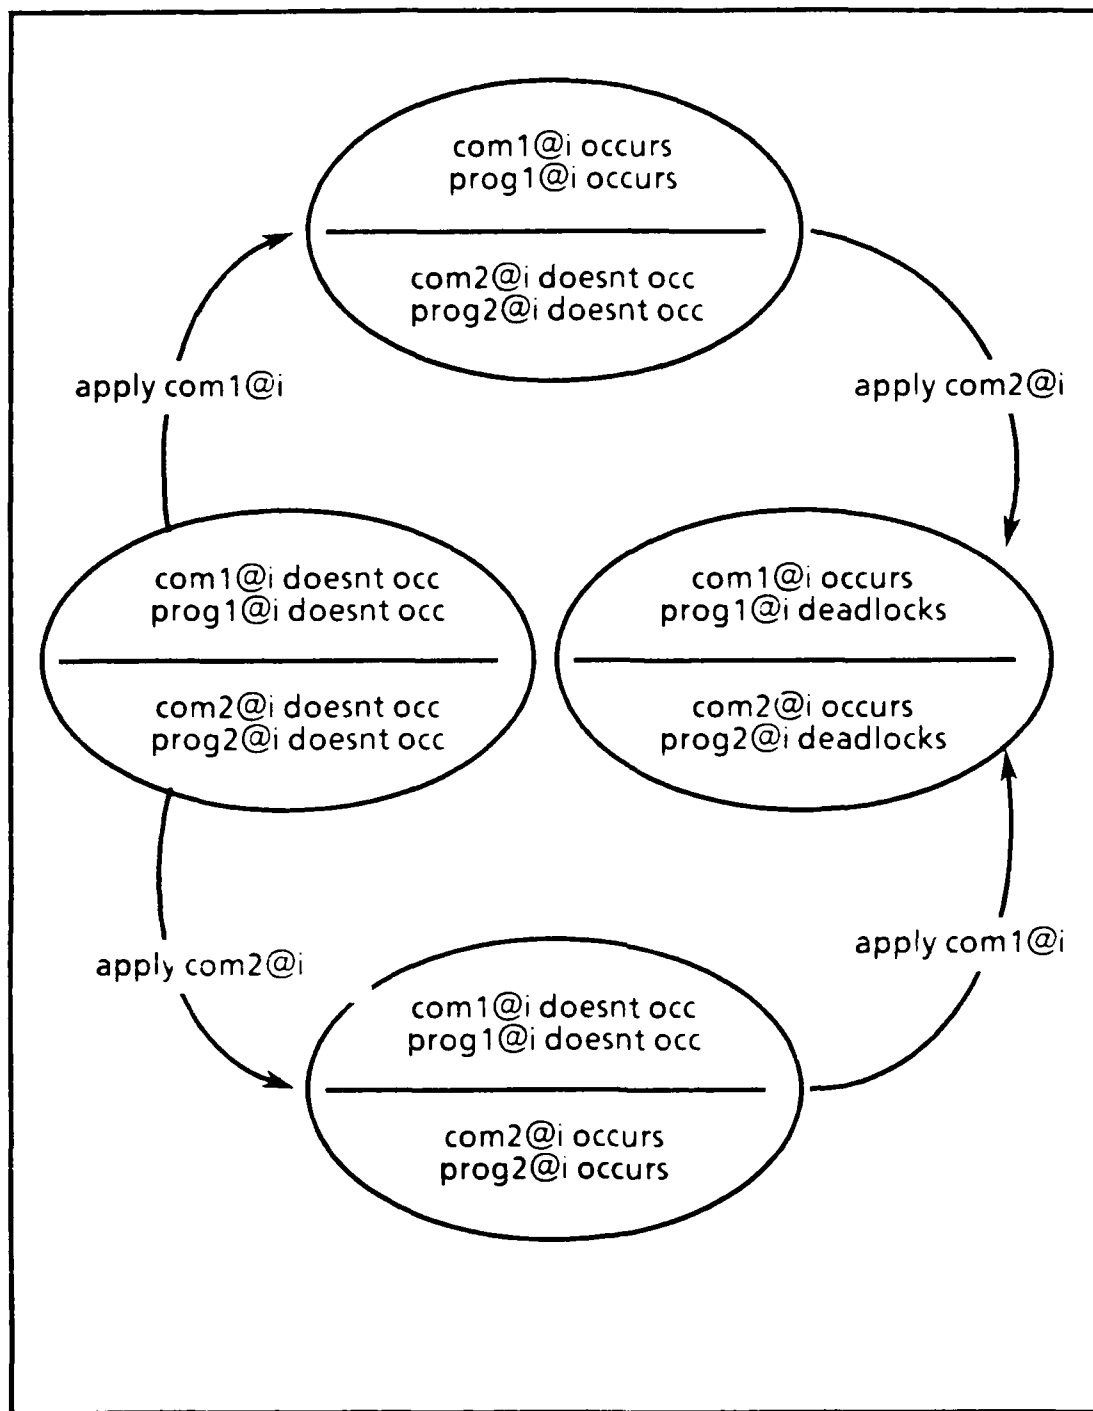 com1@i occurs
prog1@i occurs
com2@i doesnt occ
prog2@i doesnt occ
apply com1@i
apply com2@i
com1@i doesnt occ
prog1@i doesnt occ
com2@i doesnt occ
prog2@i doesnt occ
com1@i occurs
prog1@i deadlocks
com2@i occurs
prog2@i deadlocks
apply com2@i
apply com1@i
com1@i doesnt occ
prog1@i doesnt occ
com2@i occurs
prog2@i occurs